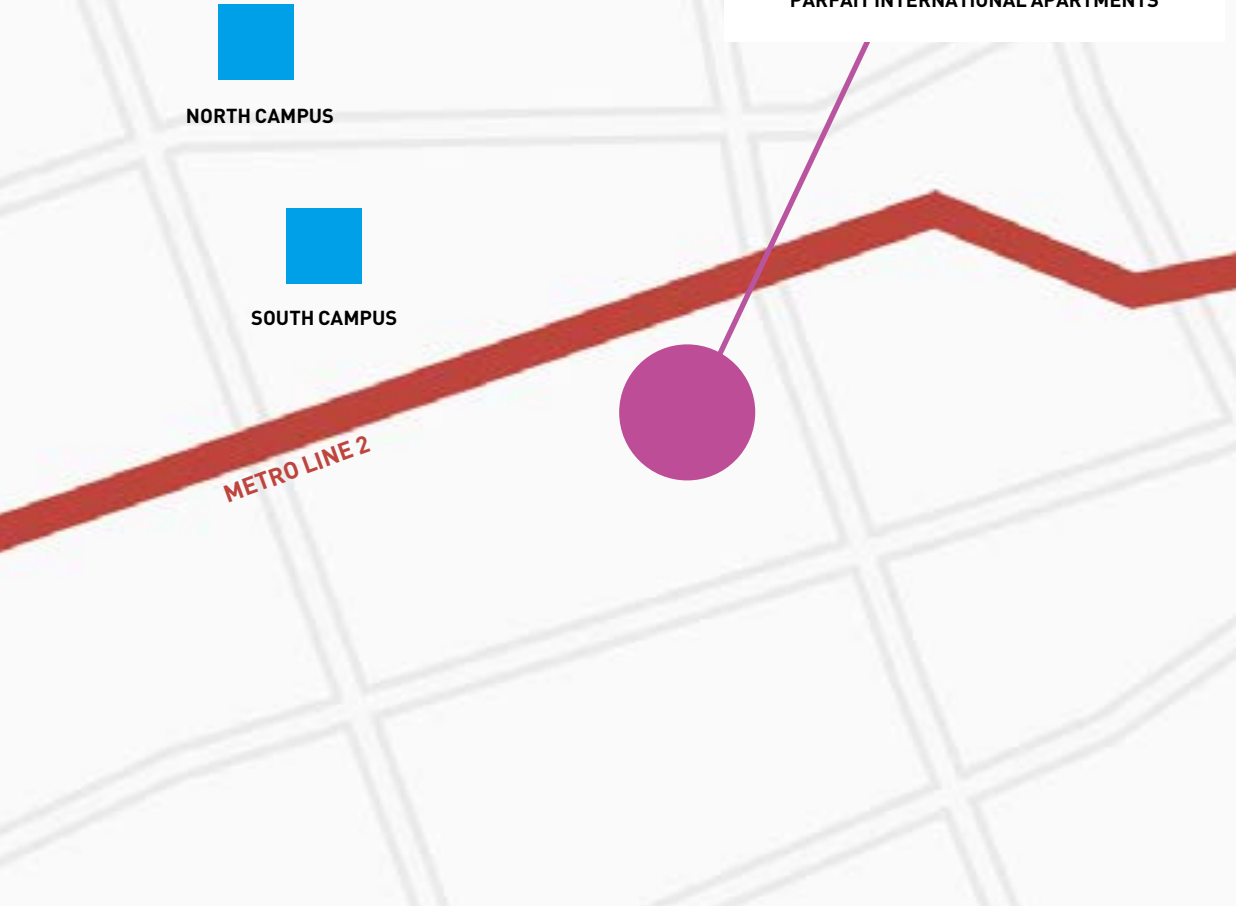 PARFAIT INTERNATIONAL APARTMENTS
NORTH CAMPUS
SOUTH CAMPUS
METRO LINE 2